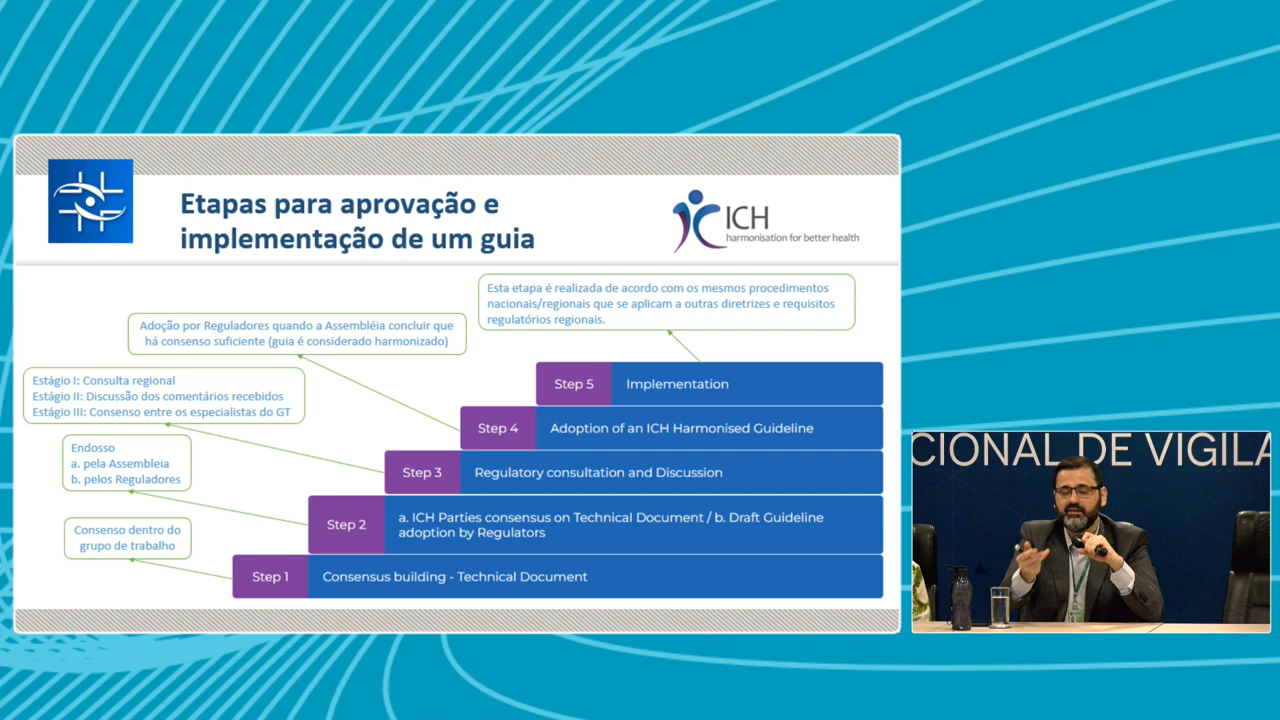 Etapas para aprovação e
implementação de um guia
ICH
harmonisation for better health
Esta etapa é realizada de acordo com os mesmos procedimentos
nacionais/regionais que se aplicam a outras diretrizes e requisitos
regulatórios regionais.
Adoção por Reguladores quando a Assembléia concluir que
há consenso suficiente (guia é considerado harmonizado)
Estágio I: Consulta regional
Estágio II: Discussão dos comentários recebidos
Estágio III: Consenso entre os especialistas do GT
Endosso
a. pela Assembleia
b. pelos Reguladores
Consenso dentro do
grupo de trabalho
Step 5 Implementation
Step 4 Adoption of an ICH Harmonised Guideline
Step 3 Regulatory consultation and Discussion
Step 2 a. ICH Parties consensus on Technical Document / b. Draft Guideline
adoption by Regulators
Step 1 Consensus building - Technical Document
CIONAL DE VIGILA